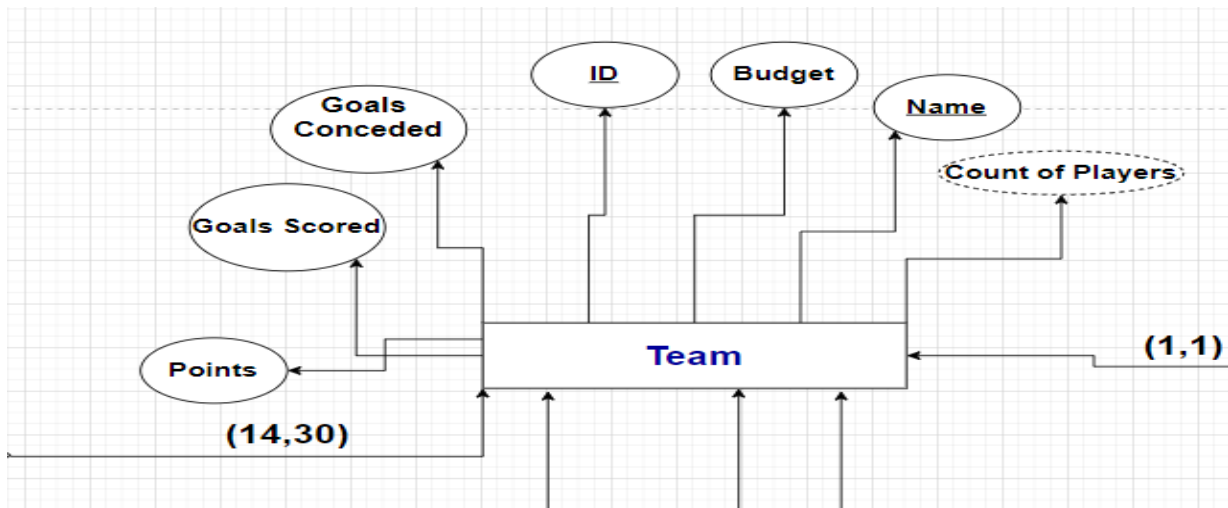 ID
Budget
Goals
Conceded
Name
Count of Players
Goals Scored
Team
(1,1)
Points
(14,30)